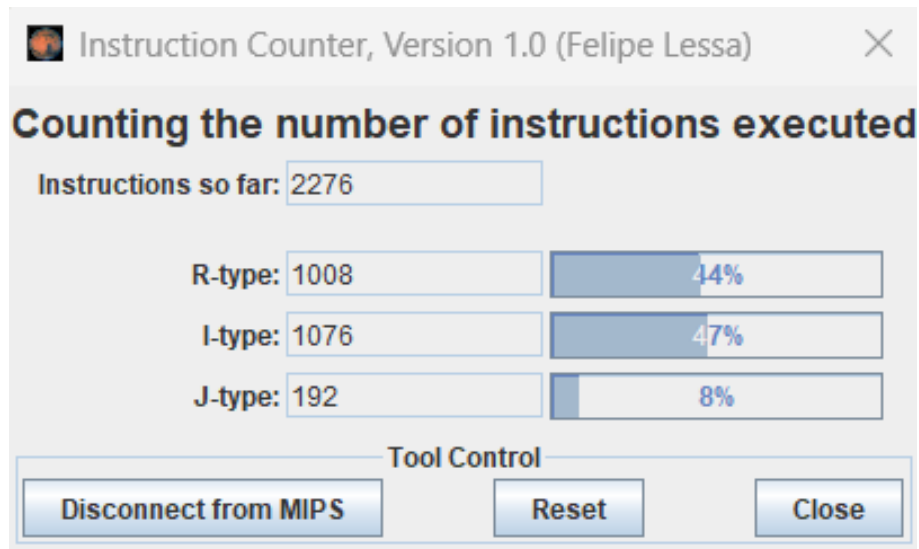 Instruction Counter, Version 1.0 (Felipe Lessa)
Counting the number of instructions executed
Instructions so far: 2276
R-type: 1008 44%
I-type: 1076 47%
J-type: 192 8%
Tool Control
Disconnect from MIPS Reset Close